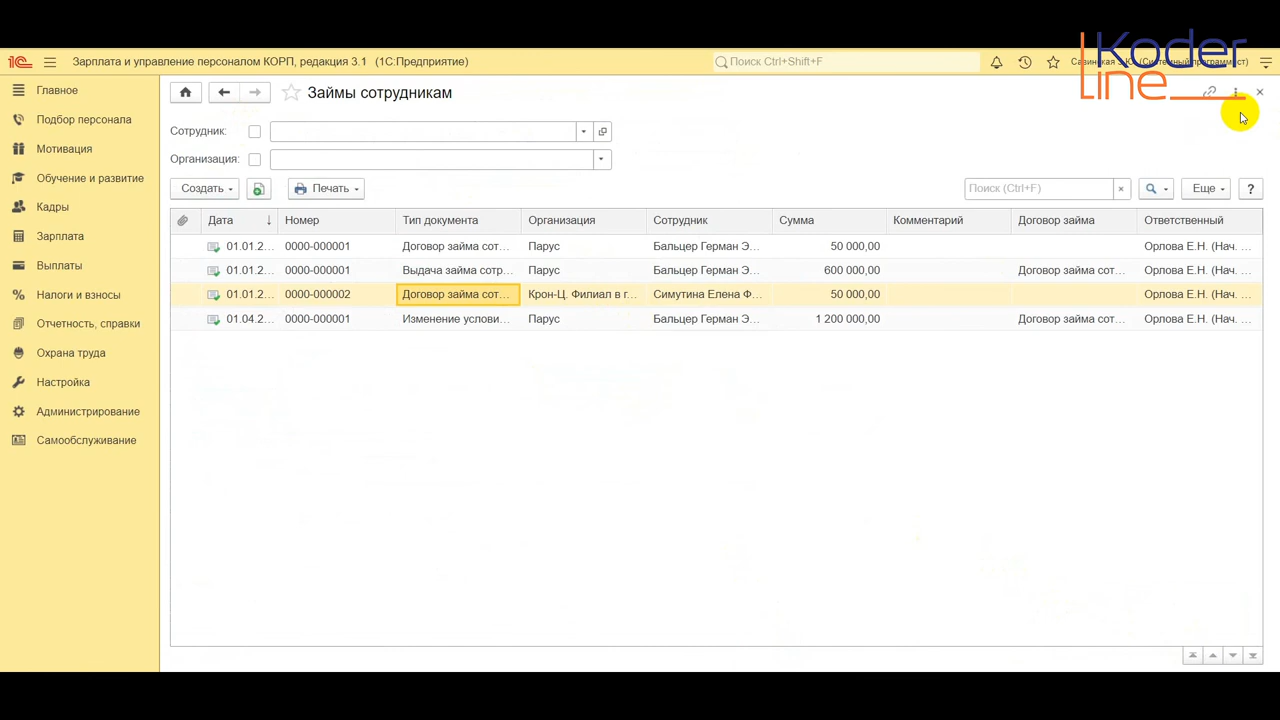 Koder
line
1С Зарплата и управление персоналом КОРП, редакция 3.1 (1С:Предприятие) Поиск Ctrl+Shift+F
Главное
Подбор персонала
Мотивация
Обучение и развитие
Кадры
Зарплата
Выплаты
Налоги и взносы
Отчетность, справки
Охрана труда
Настройка
Администрирование
Самообслуживание
Займы сотрудникам
Сотрудник:
Организация:
Создать Печать Поиск (Ctrl+F) × Еще ?
Дата ↓ Номер Тип документа Организация Сотрудник Сумма Комментарий Договор займа Ответственный
01.01.2... 0000-000001 Договор займа сот... Парус Бальцер Герман Э... 50 000,00 Орлова Е.Н. (Нач. ...
01.01.2... 0000-000001 Выдача займа сотр... Парус Бальцер Герман Э... 600 000,00 Договор займа сот... Орлова Е.Н. (Нач. ...
01.01.2... 0000-000002 Договор займа сот... Крон-Ц. Филиал в г... Симутина Елена Ф... 50 000,00 Орлова Е.Н. (Нач. ...
01.04.2... 0000-000001 Изменение услови... Парус Бальцер Герман Э... 1 200 000,00 Договор займа сот... Орлова Е.Н. (Нач. ...